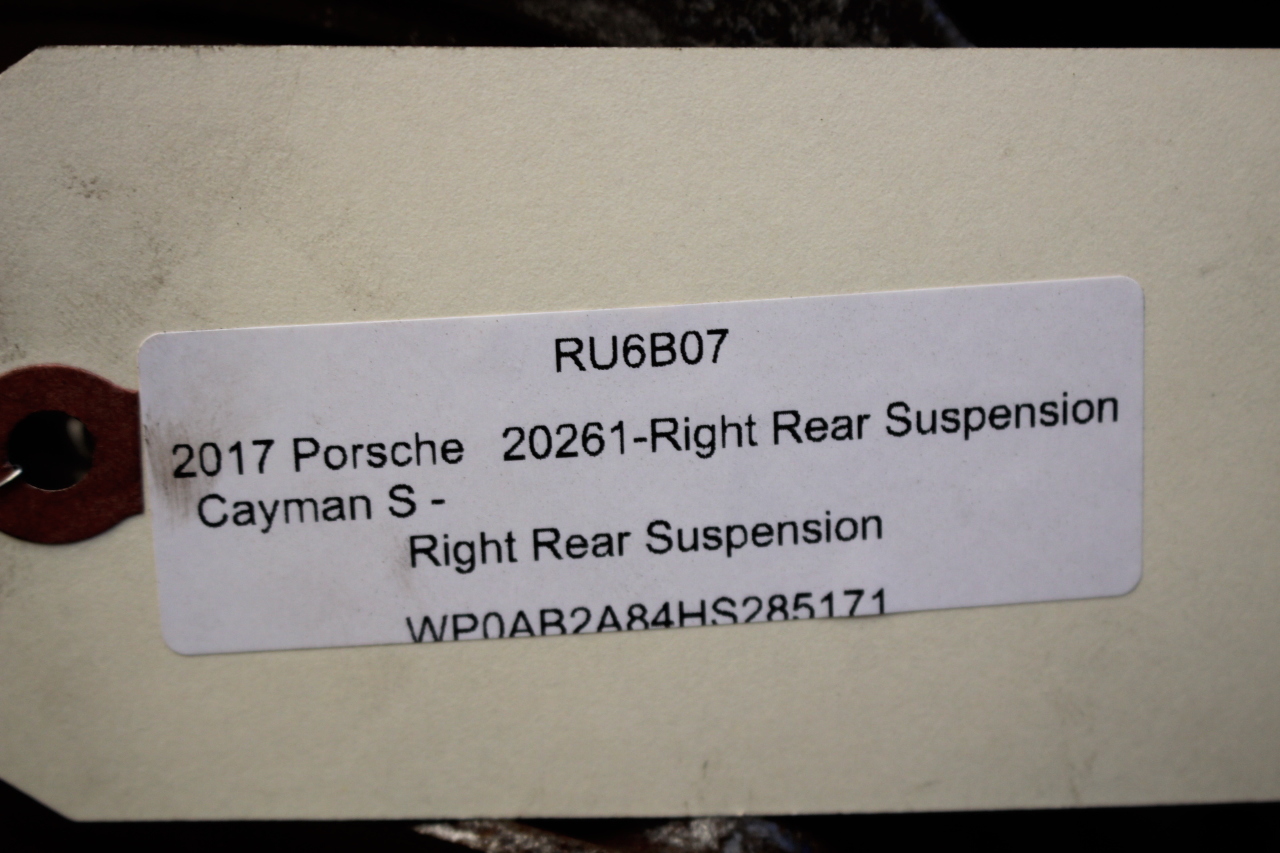 RU6B07
2017 Porsche 20261-Right Rear Suspension
Cayman S -
Right Rear Suspension
WP0AB2A84HS285171